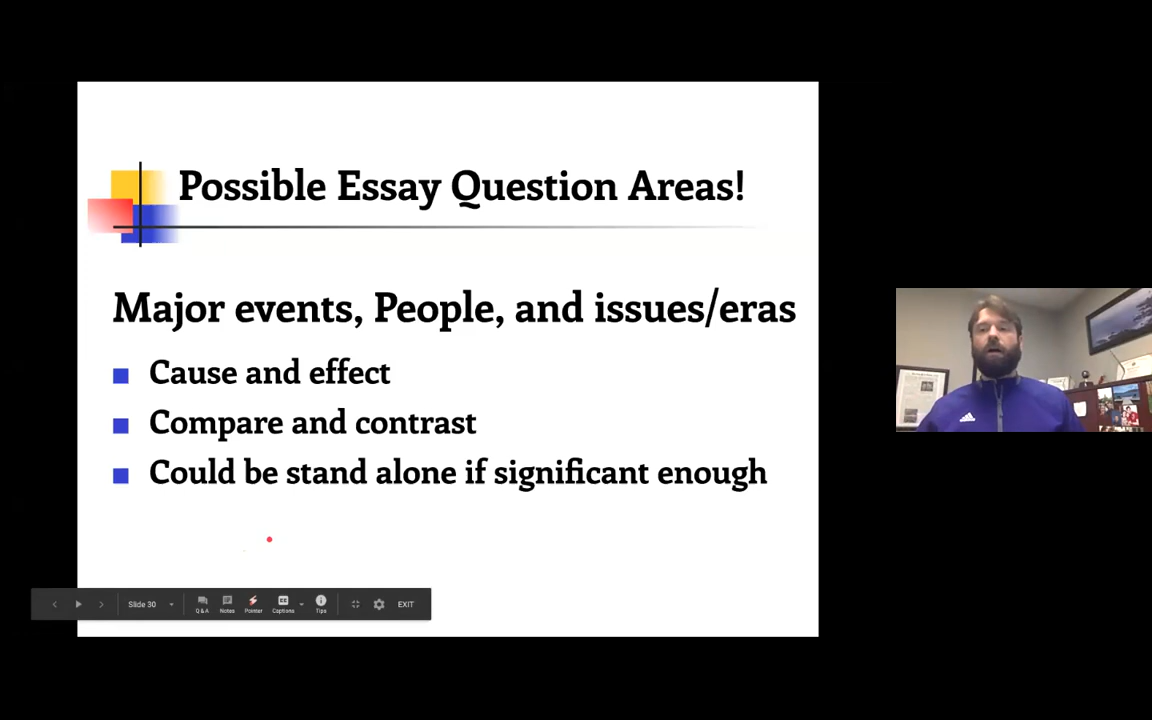 Possible Essay Question Areas!
Major events, People, and issues/eras
Cause and effect
Compare and contrast
Could be stand alone if significant enough
Slide 30
Q&A
Notes
Pointer
CC
Captions
Tips
EXIT